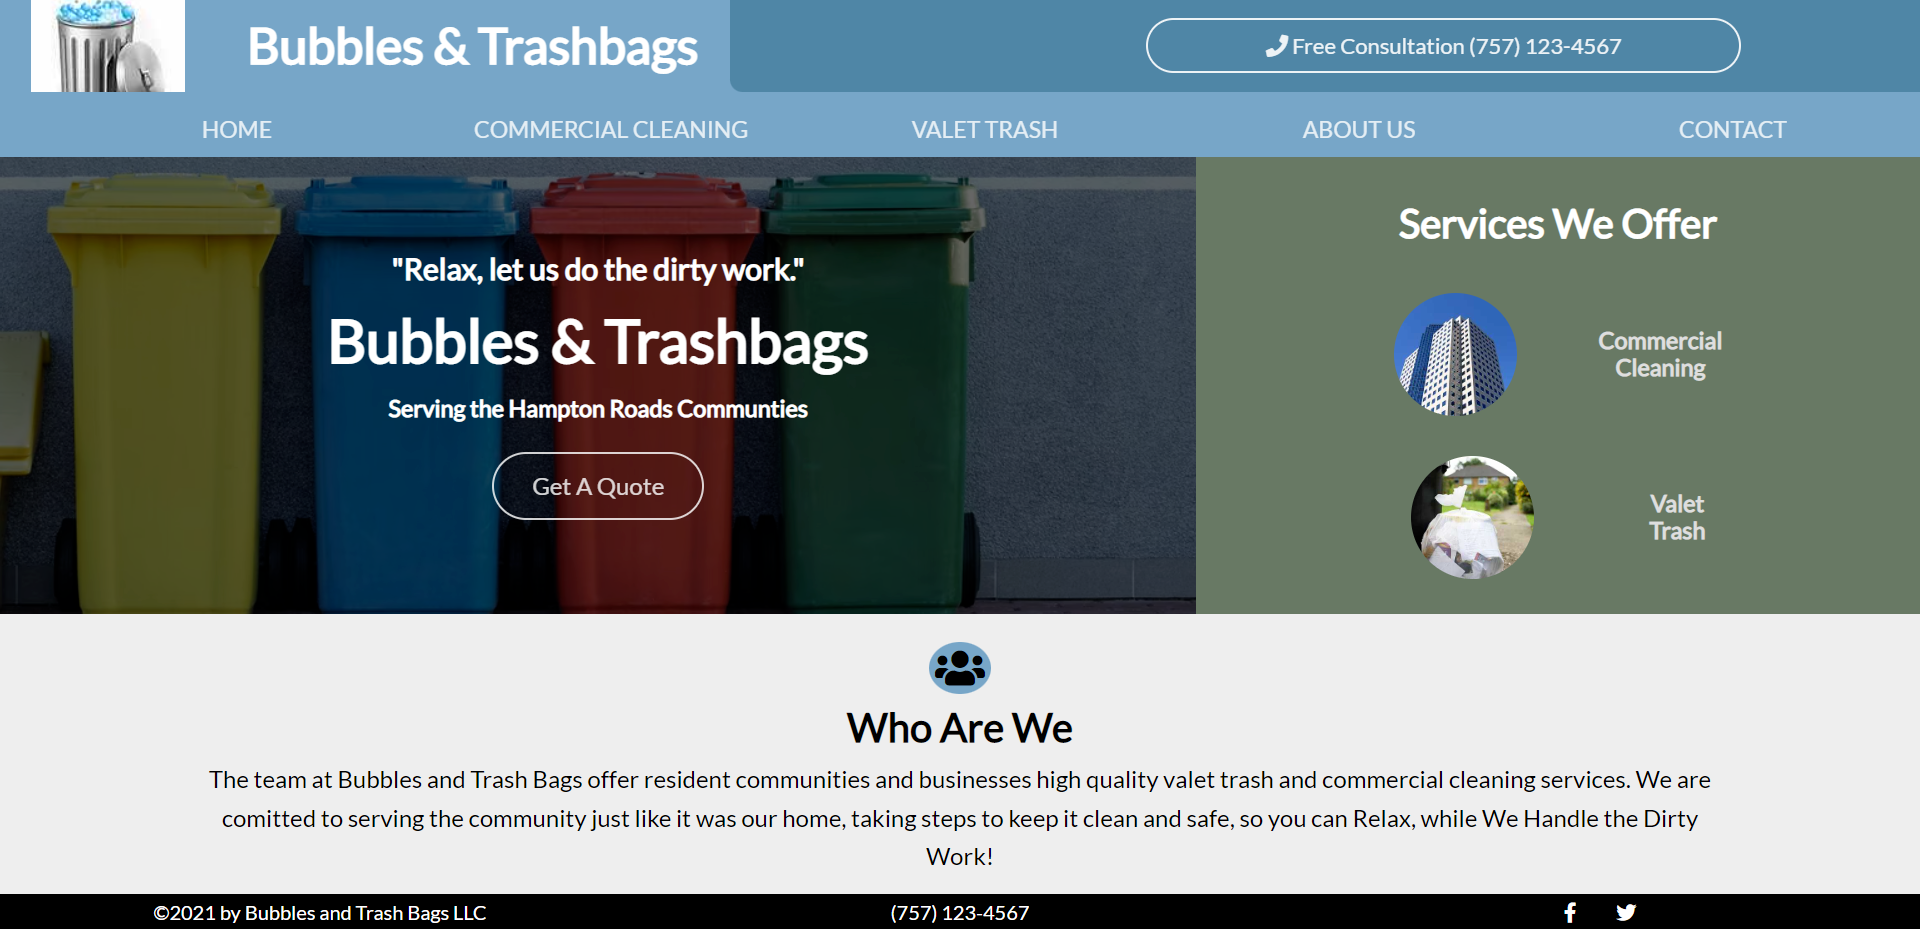 Bubbles & Trashbags
Free Consultation (757) 123-4567
HOME
COMMERCIAL CLEANING
VALET TRASH
ABOUT US
CONTACT
"Relax, let us do the dirty work."
Bubbles & Trashbags
Serving the Hampton Roads Communties
Get A Quote
Services We Offer
Commercial
Cleaning
Valet
Trash
Who Are We
The team at Bubbles and Trash Bags offer resident communities and businesses high quality valet trash and commercial cleaning services. We are
comitted to serving the community just like it was our home, taking steps to keep it clean and safe, so you can Relax, while We Handle the Dirty
Work!
©2021 by Bubbles and Trash Bags LLC
(757) 123-4567